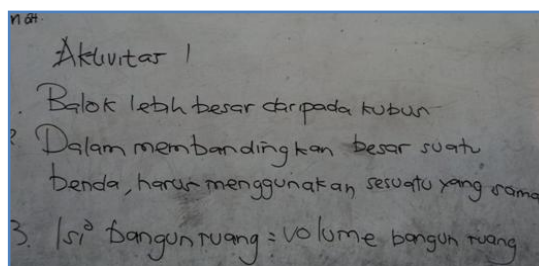 Aktivitas 1
. Balok lebih besar daripada kubus
2 Dalam membandingkan besar suatu
benda, harus menggunakan sesuatu yang sama
3. Isi bangun ruang = volume bangun ruang